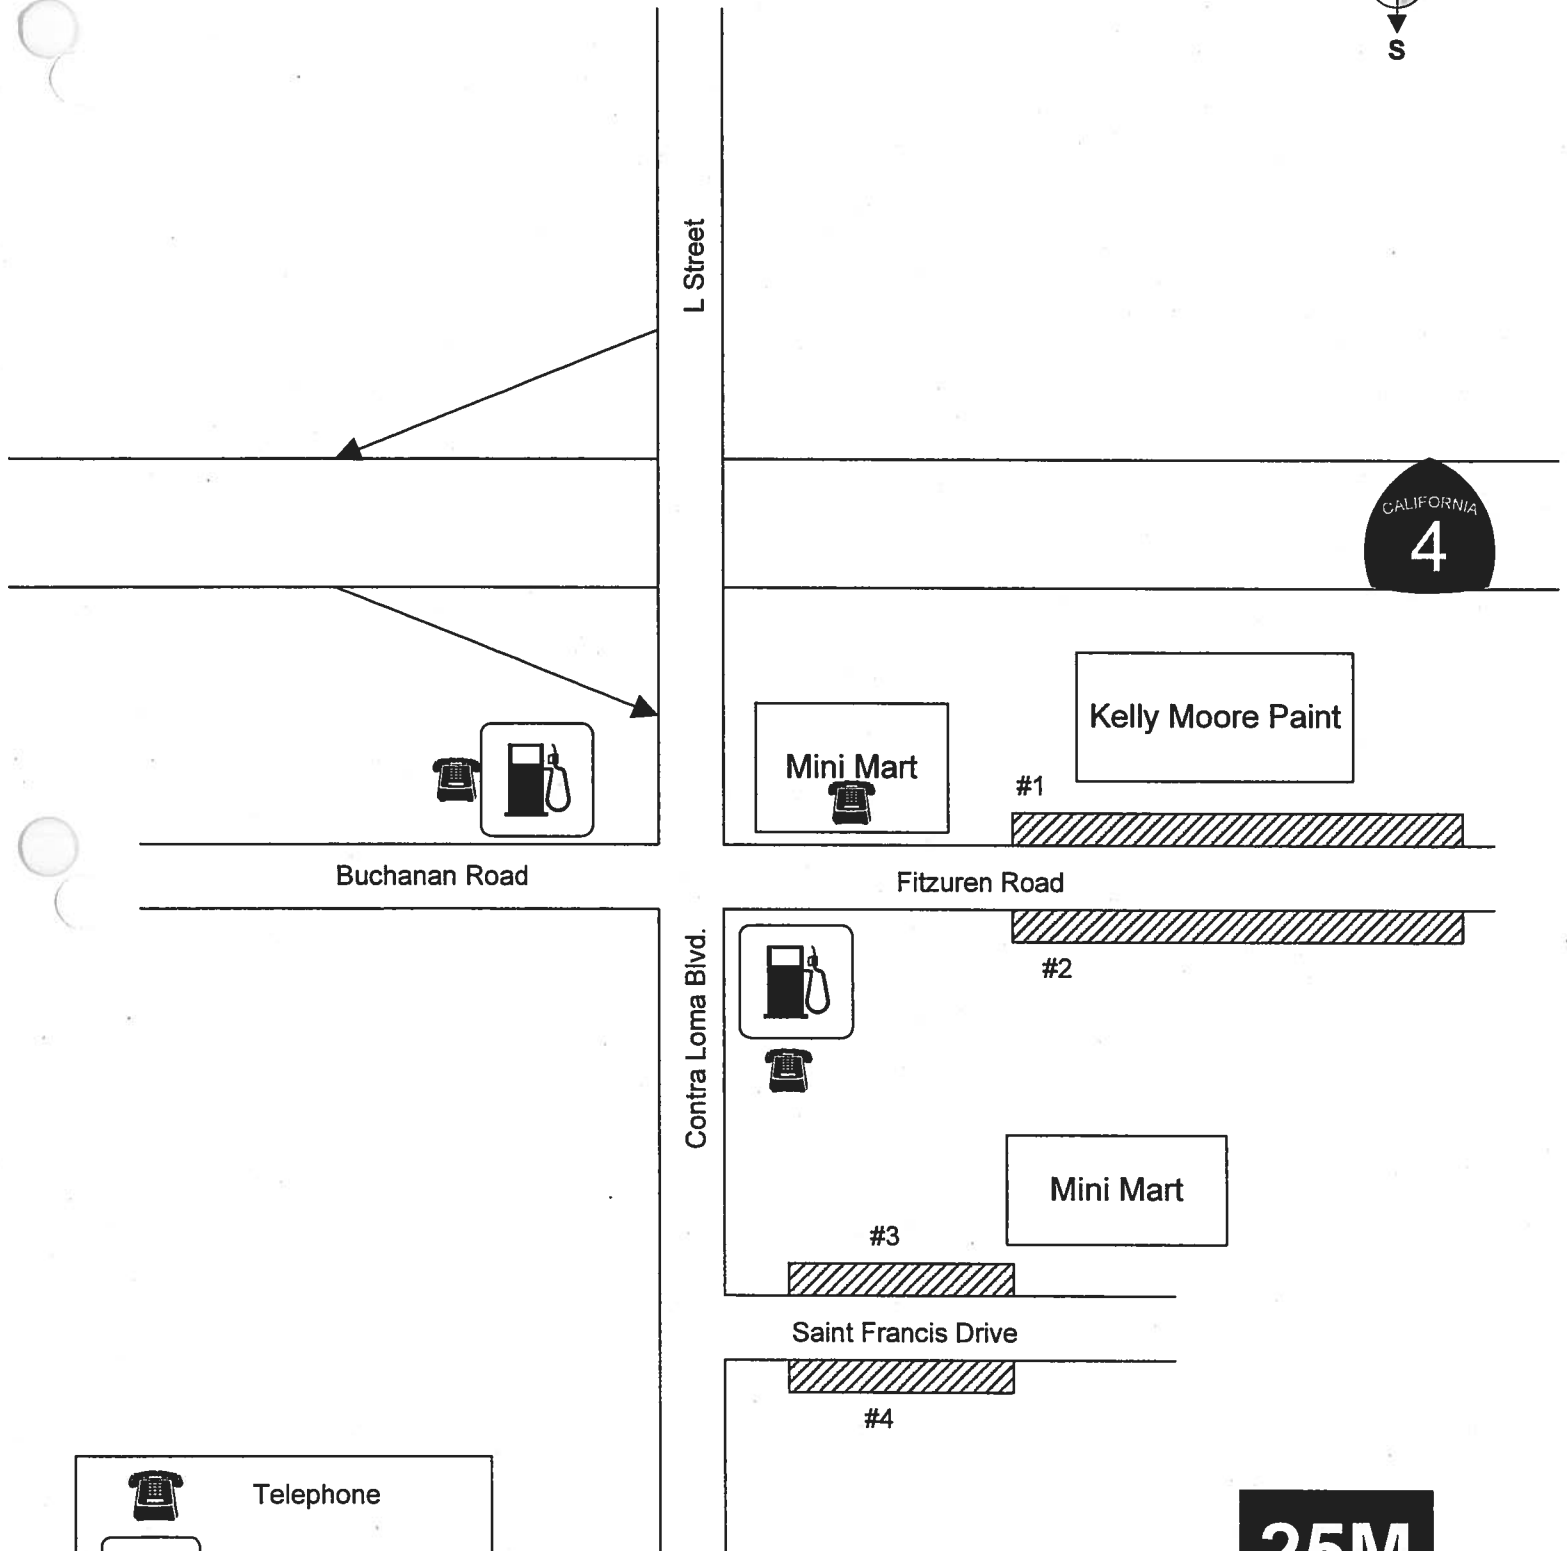 S
L Street
CALIFORNIA
4
Kelly Moore Paint
Mini Mart
#1
Buchanan Road
Fitzuren Road
#2
Contra Loma Blvd.
Mini Mart
#3
Saint Francis Drive
#4
Telephone
25M